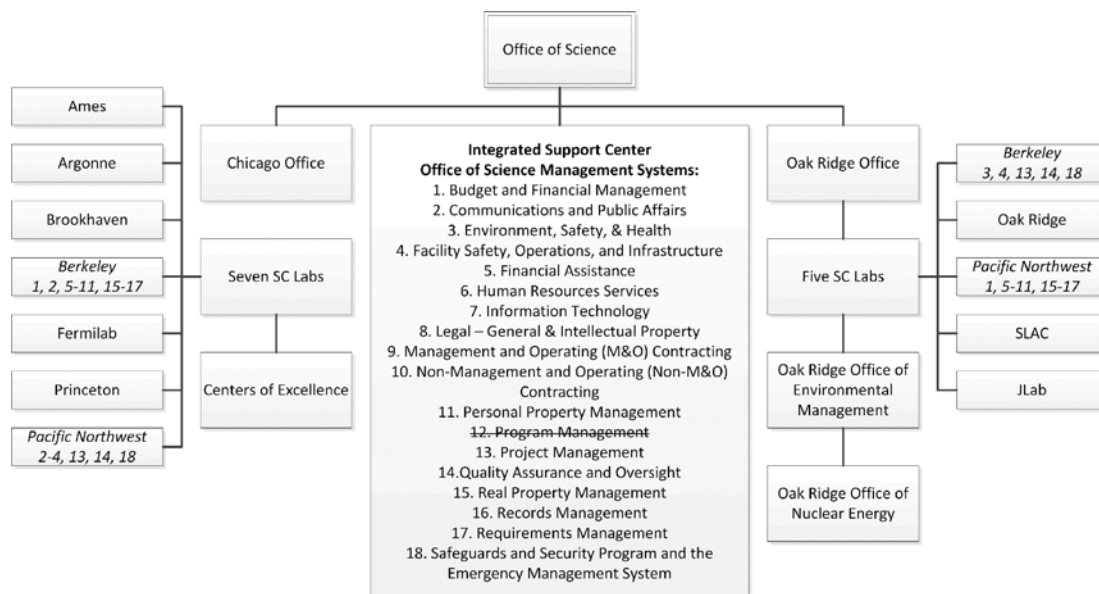 Office of Science
Ames
Argonne
Brookhaven
Berkeley
1, 2, 5-11, 15-17
Fermilab
Princeton
Pacific Northwest
2-4, 13, 14, 18
Chicago Office
Seven SC Labs
Centers of Excellence
Integrated Support Center
Office of Science Management Systems:
1. Budget and Financial Management
2. Communications and Public Affairs
3. Environment, Safety, & Health
4. Facility Safety, Operations, and Infrastructure
5. Financial Assistance
6. Human Resources Services
7. Information Technology
8. Legal – General & Intellectual Property
9. Management and Operating (M&O) Contracting
10. Non-Management and Operating (Non-M&O)
Contracting
11. Personal Property Management
12. Program Management
13. Project Management
14.Quality Assurance and Oversight
15. Real Property Management
16. Records Management
17. Requirements Management
18. Safeguards and Security Program and the
Emergency Management System
Oak Ridge Office
Five SC Labs
Oak Ridge Office of
Environmental
Management
Oak Ridge Office of
Nuclear Energy
Berkeley
3, 4, 13, 14, 18
Oak Ridge
Pacific Northwest
1, 5-11, 15-17
SLAC
JLab